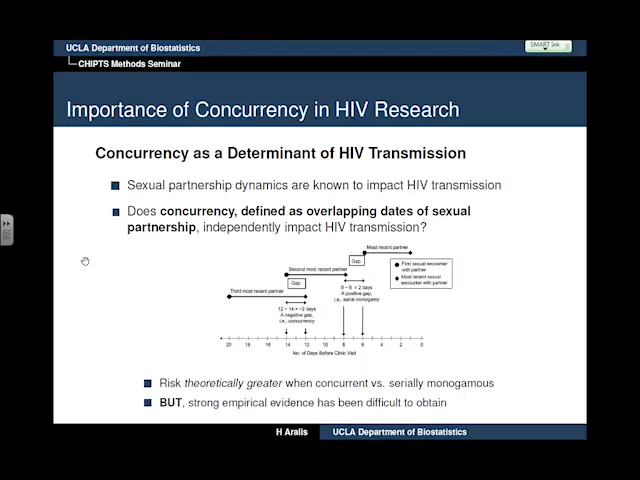 UCLA Department of Biostatistics
SMART Ink
CHIPTS Methods Seminar
Importance of Concurrency in HIV Research
Concurrency as a Determinant of HIV Transmission
Sexual partnership dynamics are known to impact HIV transmission
Does concurrency, defined as overlapping dates of sexual
partnership, independently impact HIV transmission?
Most recent partner
Gap
First sexual encounter
with partner
Most recent sexual
encounter with partner
Second most recent partner
Gap
Third most recent partner
8 − 6 = 2 days
A positive gap,
i.e., serial monogamy
12 − 14 = −2 days
A negative gap,
i.e., concurrency
20 18 16 14 12 10 8 6 4 2 0
No. of Days Before Clinic Visit
Risk theoretically greater when concurrent vs. serially monogamous
BUT, strong empirical evidence has been difficult to obtain
H Aralis UCLA Department of Biostatistics